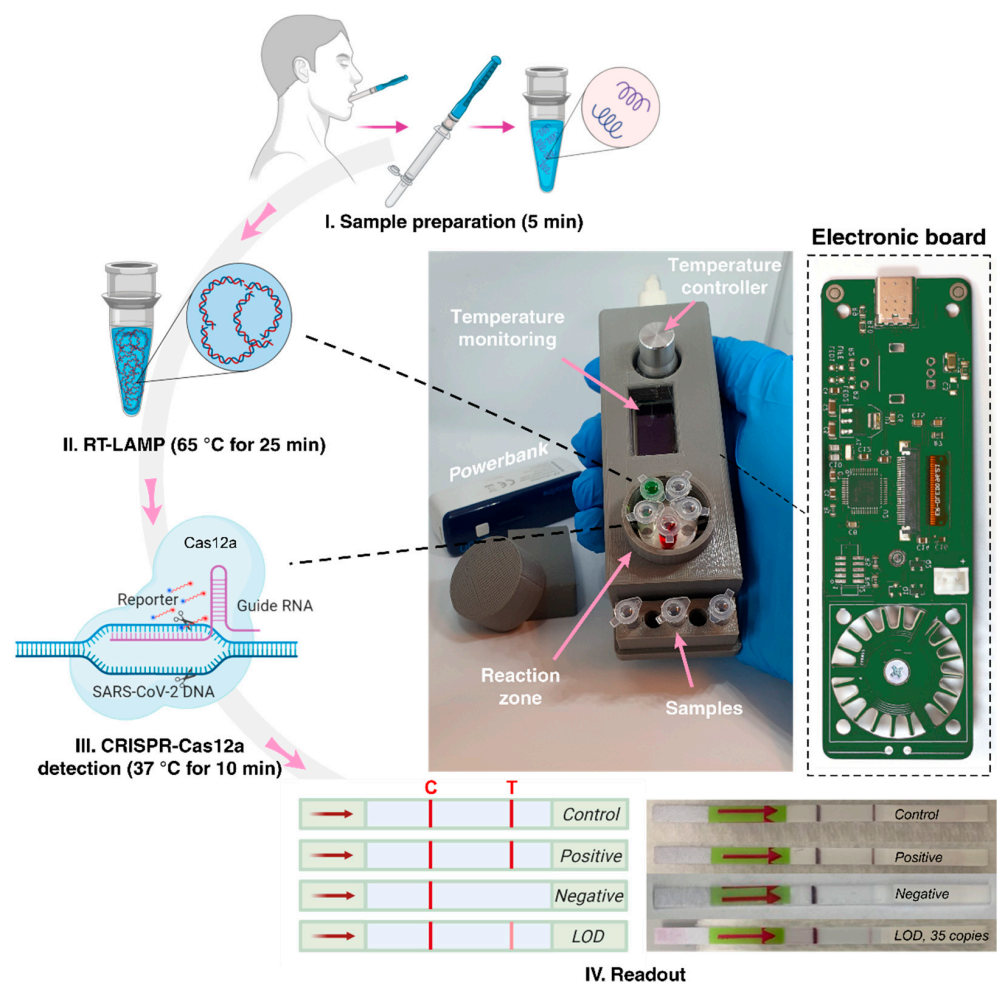 I. Sample preparation (5 min)
Electronic board
Temperature
controller
Temperature
monitoring
II. RT-LAMP (65 °C for 25 min)
Powerbank
Cas12a
Reporter
Guide RNA
SARS-CoV-2 DNA
Reaction
zone
Samples
III. CRISPR-Cas12a
detection (37 °C for 10 min)
C T
Control
Positive
Negative
LOD
Control
Positive
Negative
LOD, 35 copies
IV. Readout